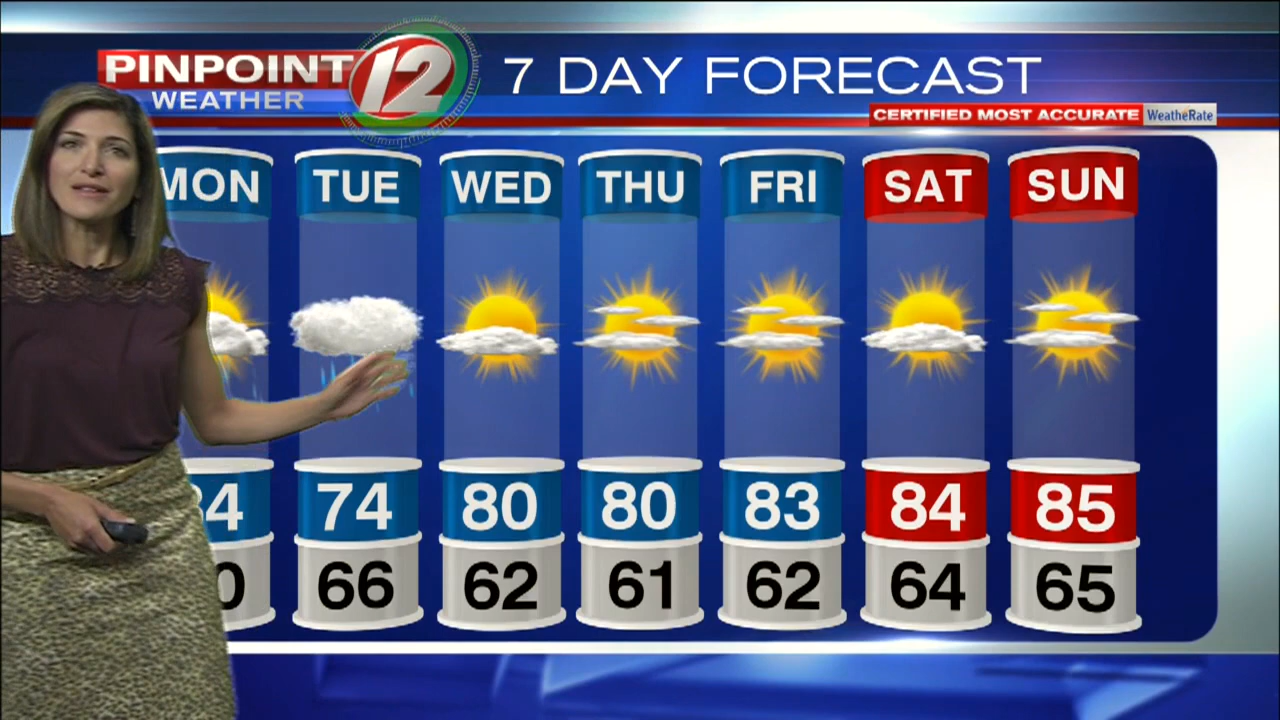 PINPOINT 12
WEATHER
7 DAY FORECAST
CERTIFIED MOST ACCURATE WeatheRate
MON TUE WED THU FRI SAT SUN
74 80 80 83 84 85
66 62 61 62 64 65